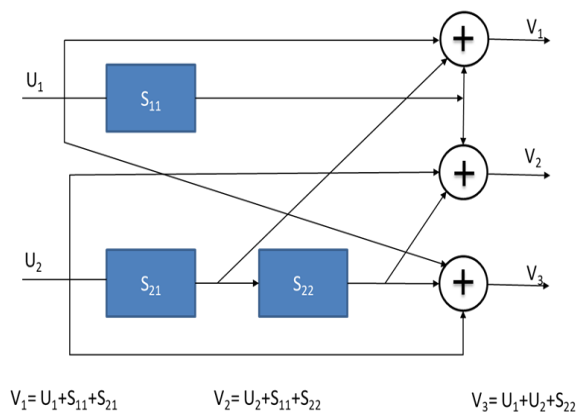 +
V₁
U₁
S₁₁
+
V₂
U₂
S₂₁
S₂₂
+
V₃
V₁= U₁+S₁₁+S₂₁
V₂= U₂+S₁₁+S₂₂
V₃= U₁+U₂+S₂₂